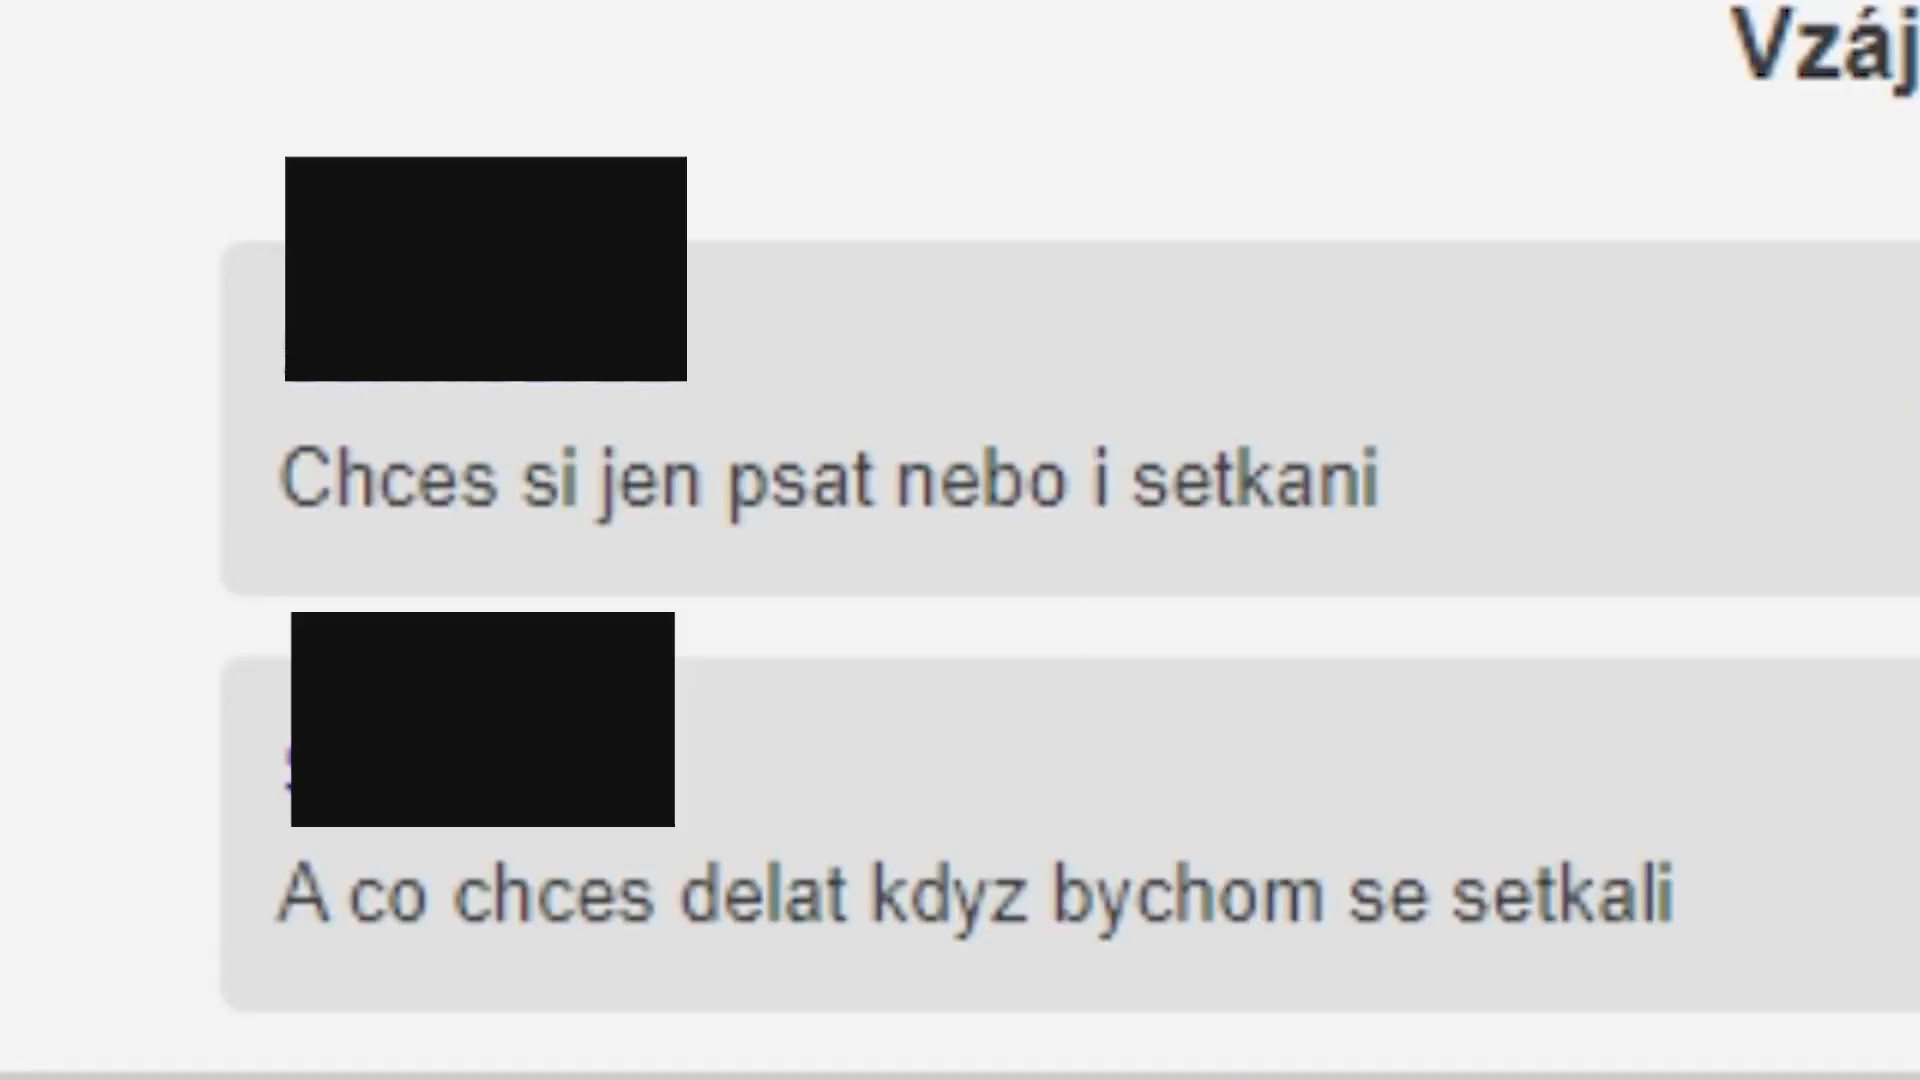 Vzáj
Chces si jen psat nebo i setkani
A co chces delat kdyz bychom se setkali